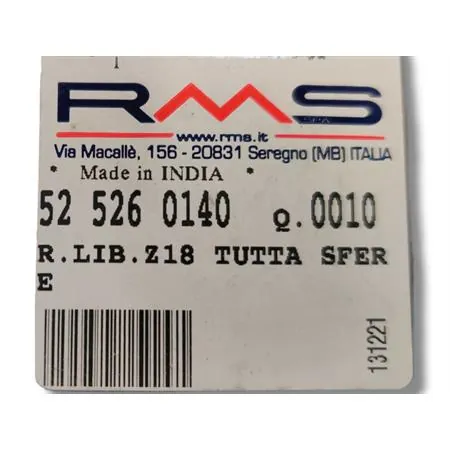 RMS
SPA
www.rms.it
Via Macallè, 156 - 20831 Seregno (MB) ITALIA
* Made in INDIA *
52 526 0140 Q.0010
R.LIB.Z18 TUTTA SFER
E
131221